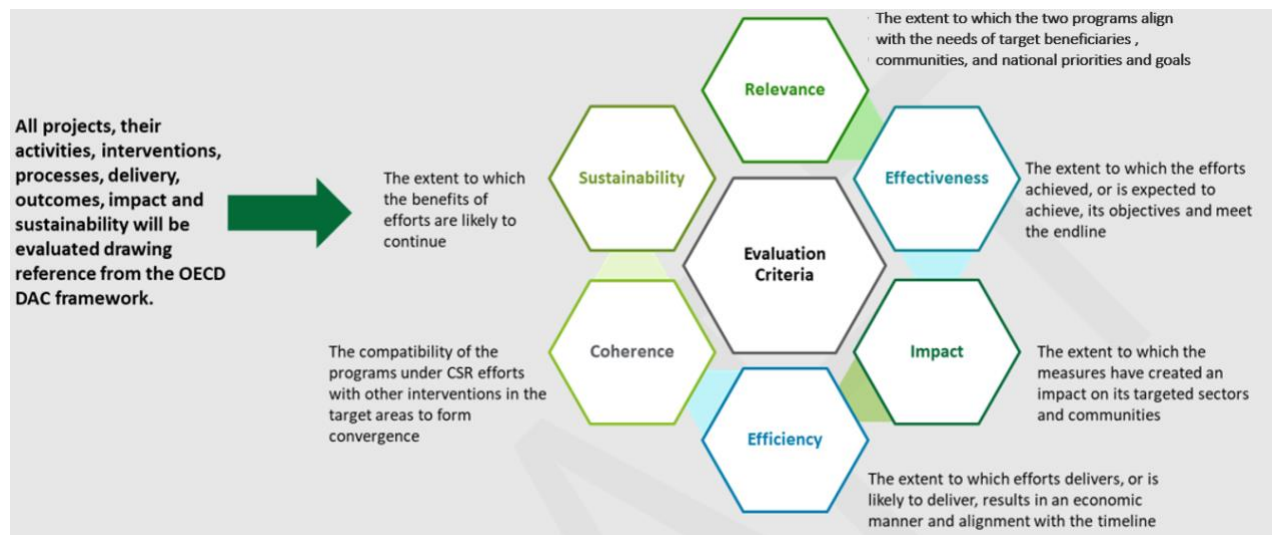 All projects, their
activities, interventions,
processes, delivery,
outcomes, impact and
sustainability will be
evaluated drawing
reference from the OECD
DAC framework.
Relevance
The extent to which the two programs align
with the needs of target beneficiaries ,
communities, and national priorities and goals
Effectiveness
The extent to which the efforts
achieved, or is expected to
achieve, its objectives and meet
the endline
Impact
The extent to which the
measures have created an
impact on its targeted sectors
and communities
Efficiency
The extent to which efforts delivers, or is
likely to deliver, results in an economic
manner and alignment with the timeline
Coherence
The compatibility of the
programs under CSR efforts
with other interventions in the
target areas to form
convergence
Sustainability
The extent to which
the benefits of
efforts are likely to
continue
Evaluation
Criteria